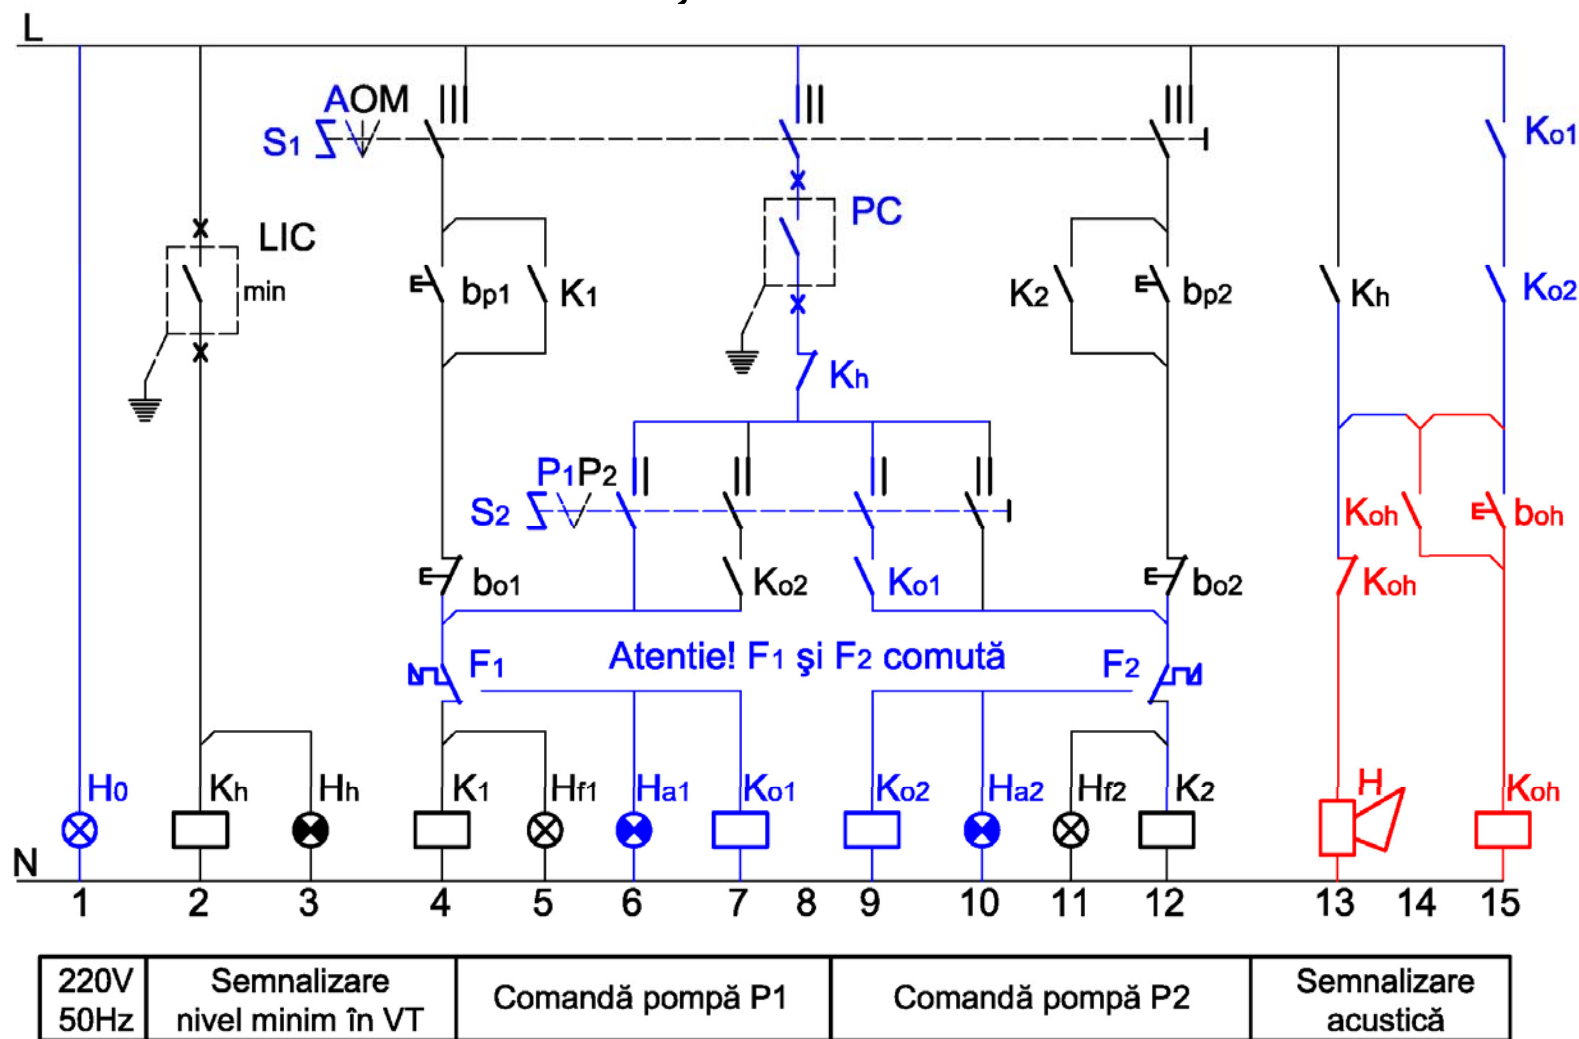 L
AOM
S1
Ko1
LIC
PC
min
bp1
K1
K2
bp2
Kh
Ko2
Kh
P1P2
S2
Koh
boh
bo1
Ko2
Ko1
bo2
Koh
F1
Atentie! F1 şi F2 comută
F2
H0
Kh
Hh
K1
Hf1
Ha1
Ko1
Ko2
Ha2
Hf2
K2
H
Koh
N
1 2 3 4 5 6 7 8 9 10 11 12 13 14 15
220V
50Hz
Semnalizare
nivel minim în VT
Comandă pompă P1
Comandă pompă P2
Semnalizare
acustică